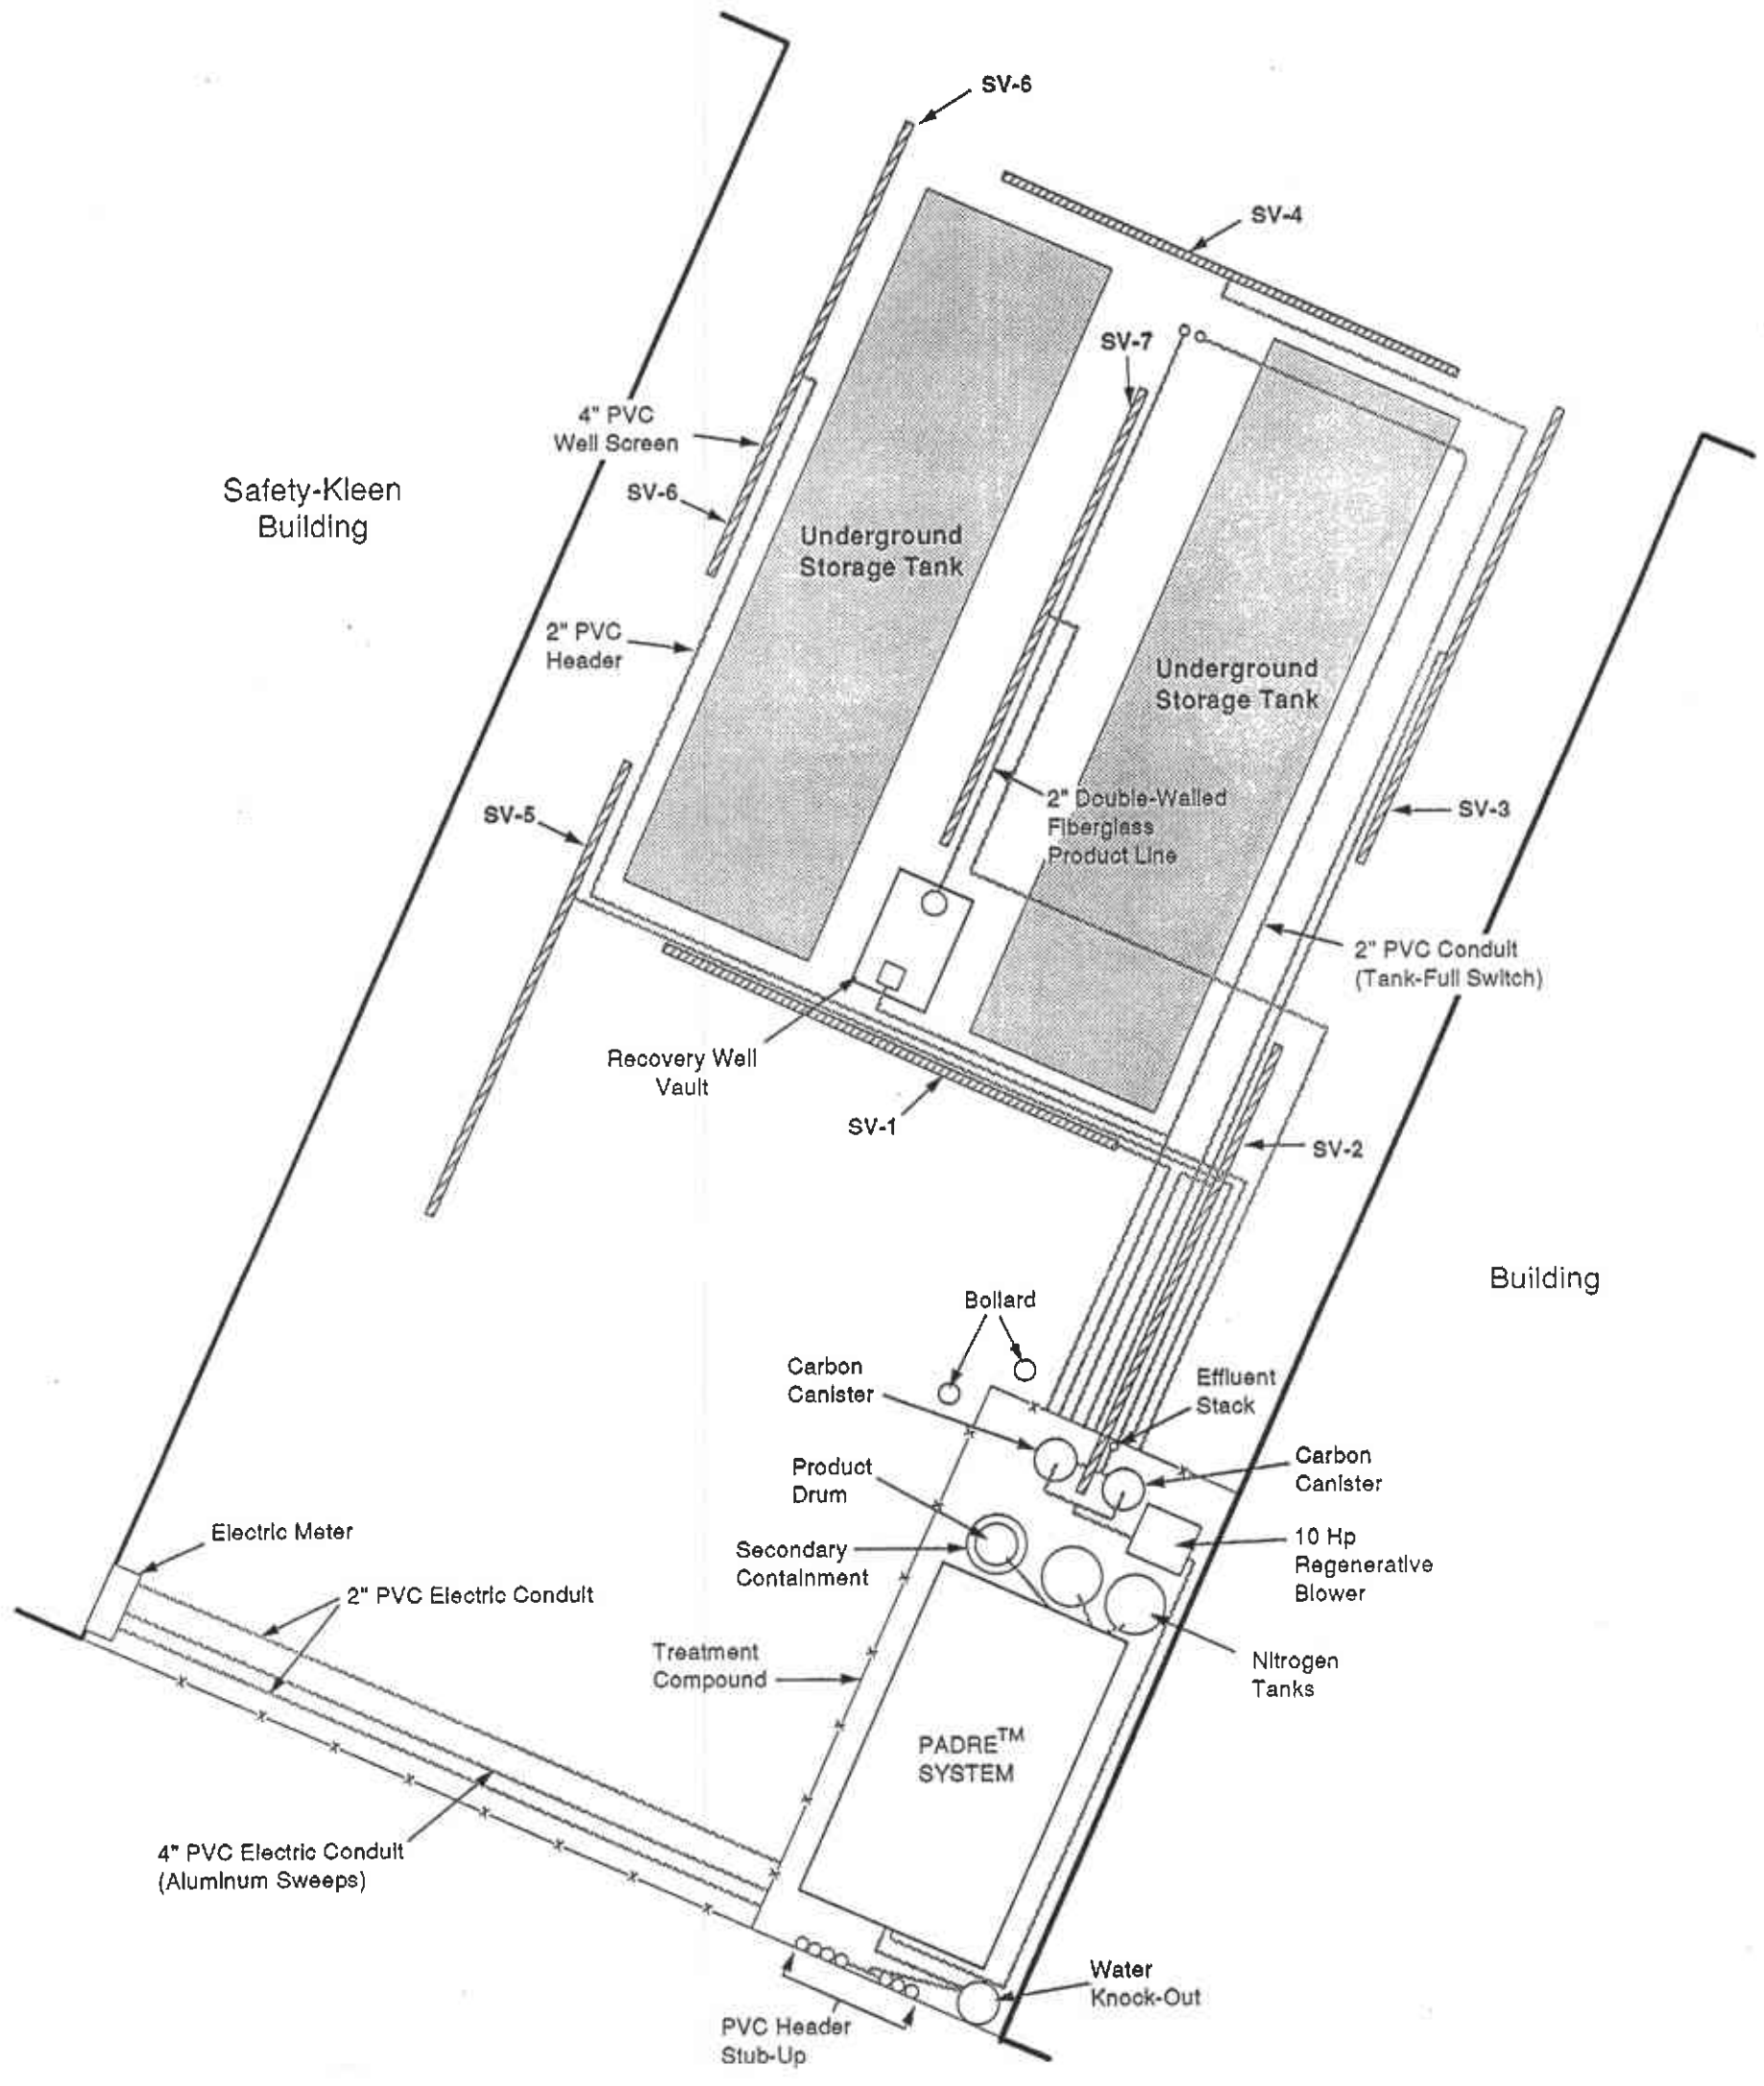 SV-6
SV-4
SV-7
4" PVC
Well Screen
SV-6
Safety-Kleen
Building
Underground
Storage Tank
2" PVC
Header
Underground
Storage Tank
SV-5
2" Double-Walled
Fiberglass
Product Line
SV-3
2" PVC Conduit
(Tank-Full Switch)
Recovery Well
Vault
SV-1
SV-2
Building
Bollard
Carbon
Canister
Effluent
Stack
Product
Drum
Carbon
Canister
Electric Meter
Secondary
Containment
10 Hp
Regenerative
Blower
2" PVC Electric Conduit
Treatment
Compound
Nitrogen
Tanks
PADRE™
SYSTEM
4" PVC Electric Conduit
(Aluminum Sweeps)
Water
Knock-Out
PVC Header
Stub-Up